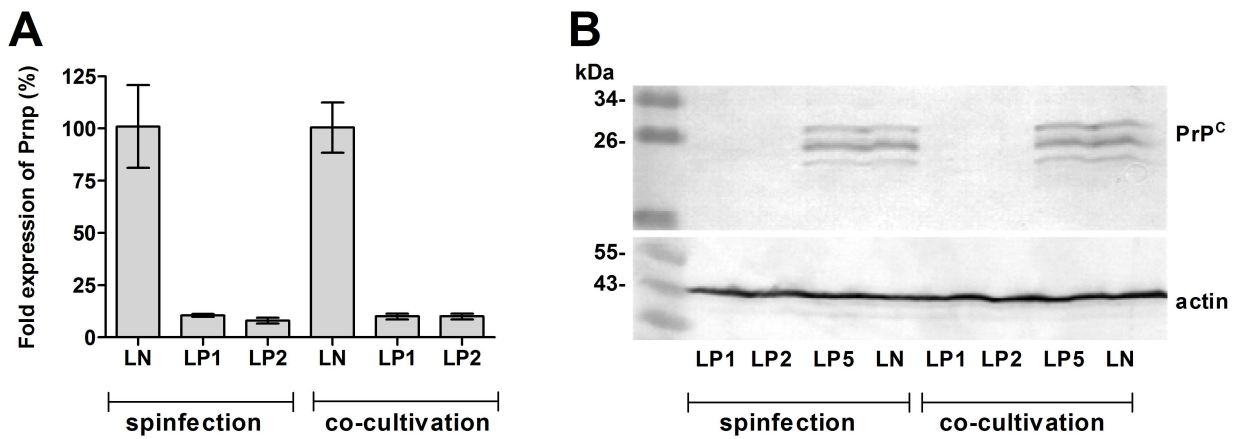 A
Fold expression of Prnp (%)
125
100
75
50
25
0
LN LP1 LP2 LN LP1 LP2
spinfection co-cultivation
B
kDa
34-
26-
PrPC
55-
43-
actin
LP1 LP2 LP5 LN LP1 LP2 LP5 LN
spinfection co-cultivation